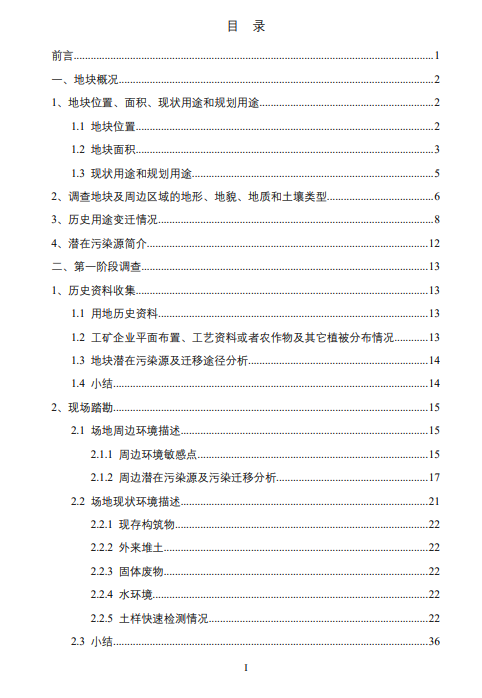 目 录
前言........................................1
一、地块概况........................................2
1、地块位置、面积、现状用途和规划用途........................................2
1.1 地块位置........................................2
1.2 地块面积........................................3
1.3 现状用途和规划用途........................................5
2、调查地块及周边区域的地形、地貌、地质和土壤类型........................................6
3、历史用途变迁情况........................................8
4、潜在污染源简介........................................12
二、第一阶段调查........................................13
1、历史资料收集........................................13
1.1 用地历史资料........................................13
1.2 工矿企业平面布置、工艺资料或者农作物及其它植被分布情况............13
1.3 地块潜在污染源及迁移途径分析........................................14
1.4 小结........................................14
2、现场踏勘........................................15
2.1 场地周边环境描述........................................15
2.1.1 周边环境敏感点........................................15
2.1.2 周边潜在污染源及污染迁移分析........................................17
2.2 场地现状环境描述........................................21
2.2.1 现存构筑物........................................22
2.2.2 外来堆土........................................22
2.2.3 固体废物........................................22
2.2.4 水环境........................................22
2.2.5 土样快速检测情况........................................22
2.3 小结........................................36
I